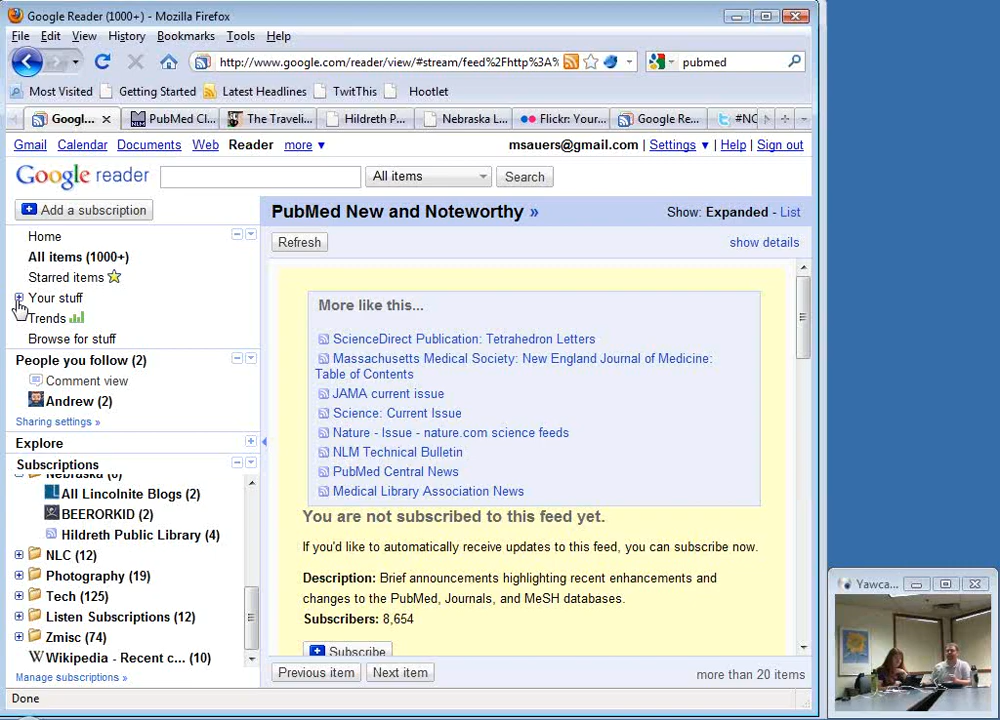 Google Reader (1000+) - Mozilla Firefox
File Edit View History Bookmarks Tools Help
http://www.google.com/reader/view/#stream/feed%2Fhttp%3A% pubmed
Most Visited Getting Started Latest Headlines TwitThis Hootlet
Googl... PubMed Cl... The Traveli... Hildreth P... Nebraska L... Flickr: Your... Google Re... #NC
Gmail Calendar Documents Web Reader more ▼ msauers@gmail.com | Settings ▼ | Help | Sign out
Google reader All items Search
Add a subscription
Home
All items (1000+)
Starred items
Your stuff
Trends
Browse for stuff
People you follow (2)
Comment view
Andrew (2)
Sharing settings »
Explore
Subscriptions
Nebraska (8)
All Lincolnite Blogs (2)
BEERORKID (2)
Hildreth Public Library (4)
NLC (12)
Photography (19)
Tech (125)
Listen Subscriptions (12)
Zmisc (74)
Wikipedia - Recent c... (10)
Manage subscriptions »
PubMed New and Noteworthy » Show: Expanded - List
Refresh show details
More like this...
ScienceDirect Publication: Tetrahedron Letters
Massachusetts Medical Society: New England Journal of Medicine:
Table of Contents
JAMA current issue
Science: Current Issue
Nature - Issue - nature.com science feeds
NLM Technical Bulletin
PubMed Central News
Medical Library Association News
You are not subscribed to this feed yet.
If you'd like to automatically receive updates to this feed, you can subscribe now.
Description: Brief announcements highlighting recent enhancements and
changes to the PubMed, Journals, and MeSH databases.
Subscribers: 8,654
Subscribe
Previous item Next item more than 20 items
Done
Yawca...